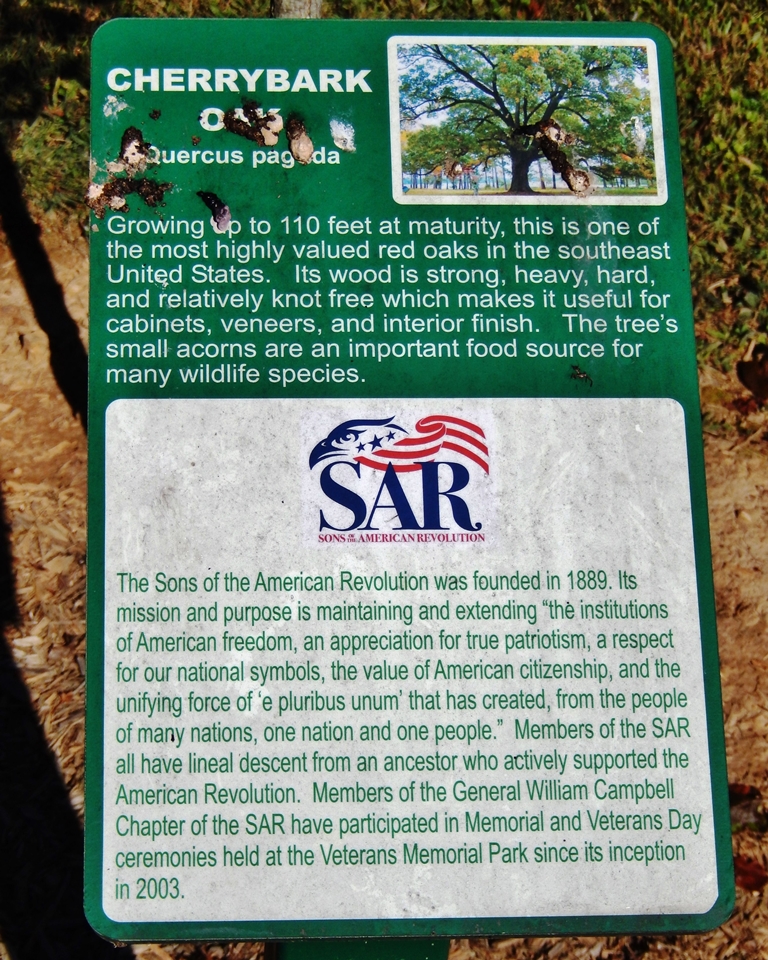 CHERRYBARK
OAK
Quercus pagoda
Growing up to 110 feet at maturity, this is one of
the most highly valued red oaks in the southeast
United States. Its wood is strong, heavy, hard,
and relatively knot free which makes it useful for
cabinets, veneers, and interior finish. The tree's
small acorns are an important food source for
many wildlife species.
SAR
SONS OF THE AMERICAN REVOLUTION
The Sons of the American Revolution was founded in 1889. Its
mission and purpose is maintaining and extending “the institutions
of American freedom, an appreciation for true patriotism, a respect
for our national symbols, the value of American citizenship, and the
unifying force of ‘e pluribus unum’ that has created, from the people
of many nations, one nation and one people.” Members of the SAR
all have lineal descent from an ancestor who actively supported the
American Revolution. Members of the General William Campbell
Chapter of the SAR have participated in Memorial and Veterans Day
ceremonies held at the Veterans Memorial Park since its inception
in 2003.